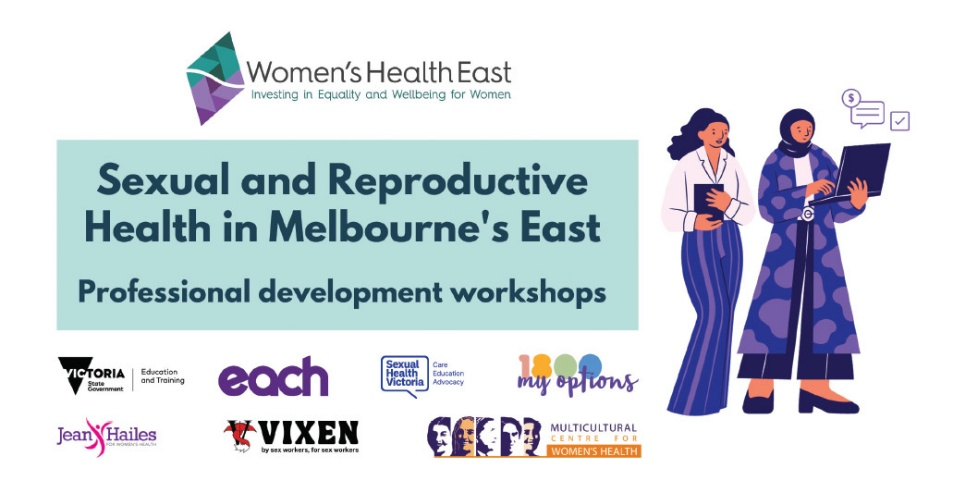 Women's Health East
Investing in Equality and Wellbeing for Women
$
Sexual and Reproductive
Health in Melbourne's East
Professional development workshops
VICTORIA
State
Government
Education
and Training
each
Sexual
Health
Victoria
Care
Education
Advocacy
1800
my options
Jean Hailes
FOR WOMEN'S HEALTH
VIXEN
by sex workers, for sex workers
MULTICULTURAL
CENTRE FOR
WOMEN'S HEALTH